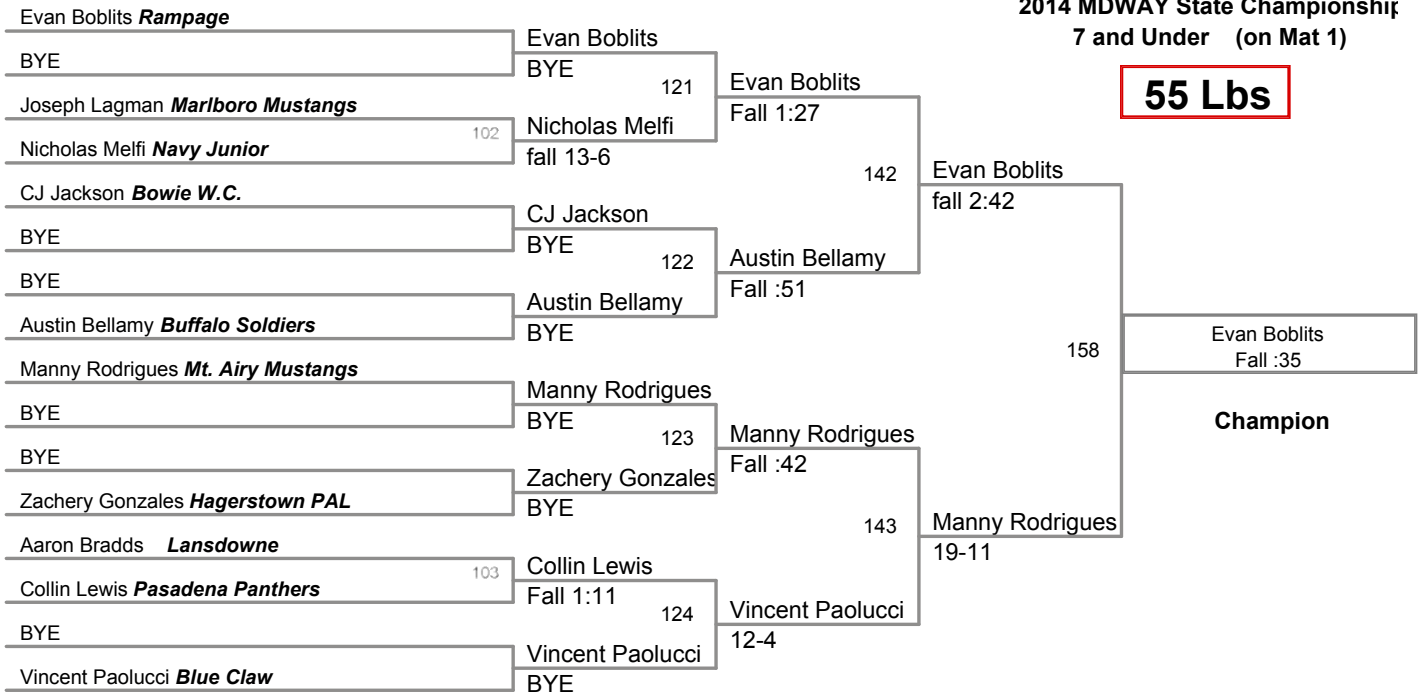 2014 MDWAY State Championship
7 and Under (on Mat 1)
55 Lbs
Evan Boblits Rampage
BYE
Joseph Lagman Marlboro Mustangs
102
Nicholas Melfi Navy Junior
CJ Jackson Bowie W.C.
BYE
BYE
Austin Bellamy Buffalo Soldiers
Manny Rodrigues Mt. Airy Mustangs
BYE
BYE
Zachery Gonzales Hagerstown PAL
Aaron Bradds Lansdowne
103
Collin Lewis Pasadena Panthers
BYE
Vincent Paolucci Blue Claw
Evan Boblits
BYE
121
Nicholas Melfi
fall 13-6
CJ Jackson
BYE
122
Austin Bellamy
BYE
Manny Rodrigues
BYE
123
Zachery Gonzales
BYE
Collin Lewis
Fall 1:11
124
Vincent Paolucci
BYE
Evan Boblits
Fall 1:27
142
Austin Bellamy
Fall :51
Manny Rodrigues
Fall :42
143
Vincent Paolucci
12-4
Evan Boblits
fall 2:42
158
Manny Rodrigues
19-11
Evan Boblits
Fall :35
Champion